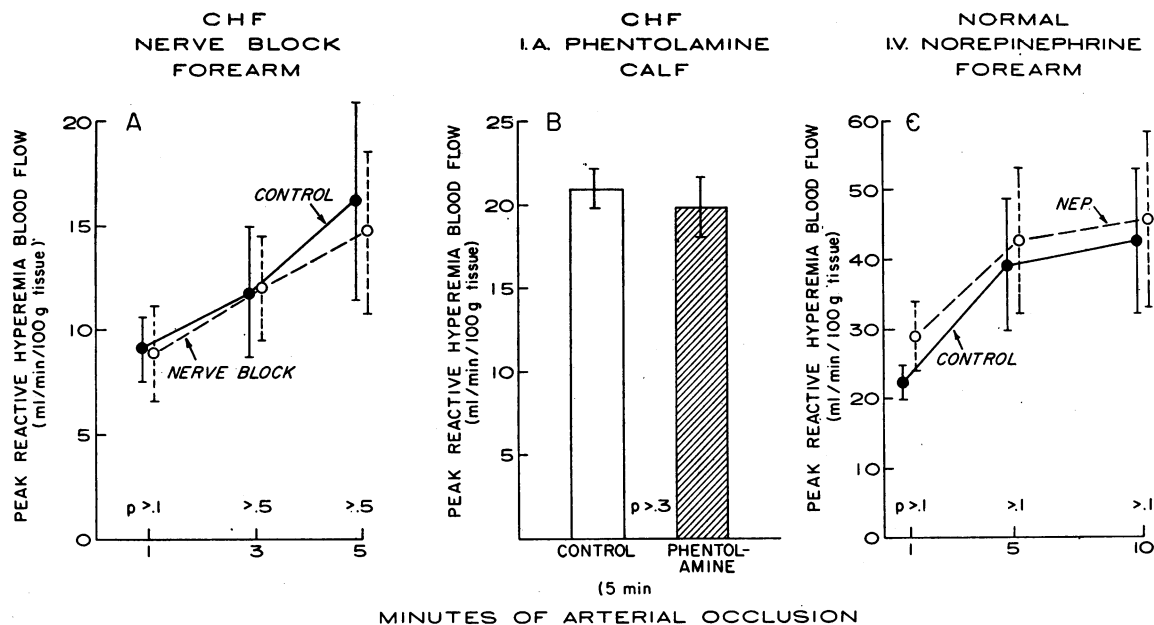 CHF
NERVE BLOCK
FOREARM
A
PEAK REACTIVE HYPEREMIA BLOOD FLOW
(ml/min/100g tissue)
20
15
10
5
0
CONTROL
NERVE BLOCK
p >.1
>.5
>.5
1
3
5
CHF
I.A. PHENTOLAMINE
CALF
B
PEAK REACTIVE HYPEREMIA BLOOD FLOW
(ml/min/100g tissue)
25
20
15
10
5
p >.3
CONTROL
PHENTOL-
AMINE
(5 min
NORMAL
I.V. NOREPINEPHRINE
FOREARM
C
PEAK REACTIVE HYPEREMIA BLOOD FLOW
(ml/min/100g tissue)
60
50
40
30
20
10
0
NEP.
CONTROL
p >.1
>.1
>.1
1
5
10
MINUTES OF ARTERIAL OCCLUSION